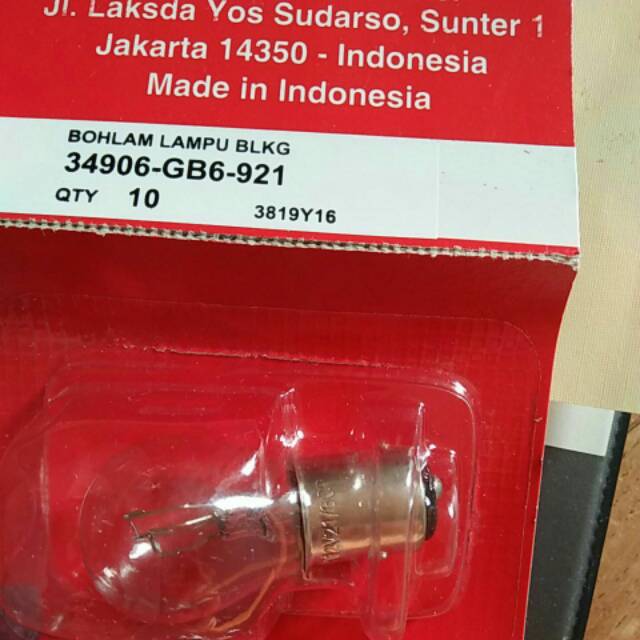 Jl. Laksda Yos Sudarso, Sunter 1
Jakarta 14350 - Indonesia
Made in Indonesia
BOHLAM LAMPU BLKG
34906-GB6-921
QTY 10
3819Y16